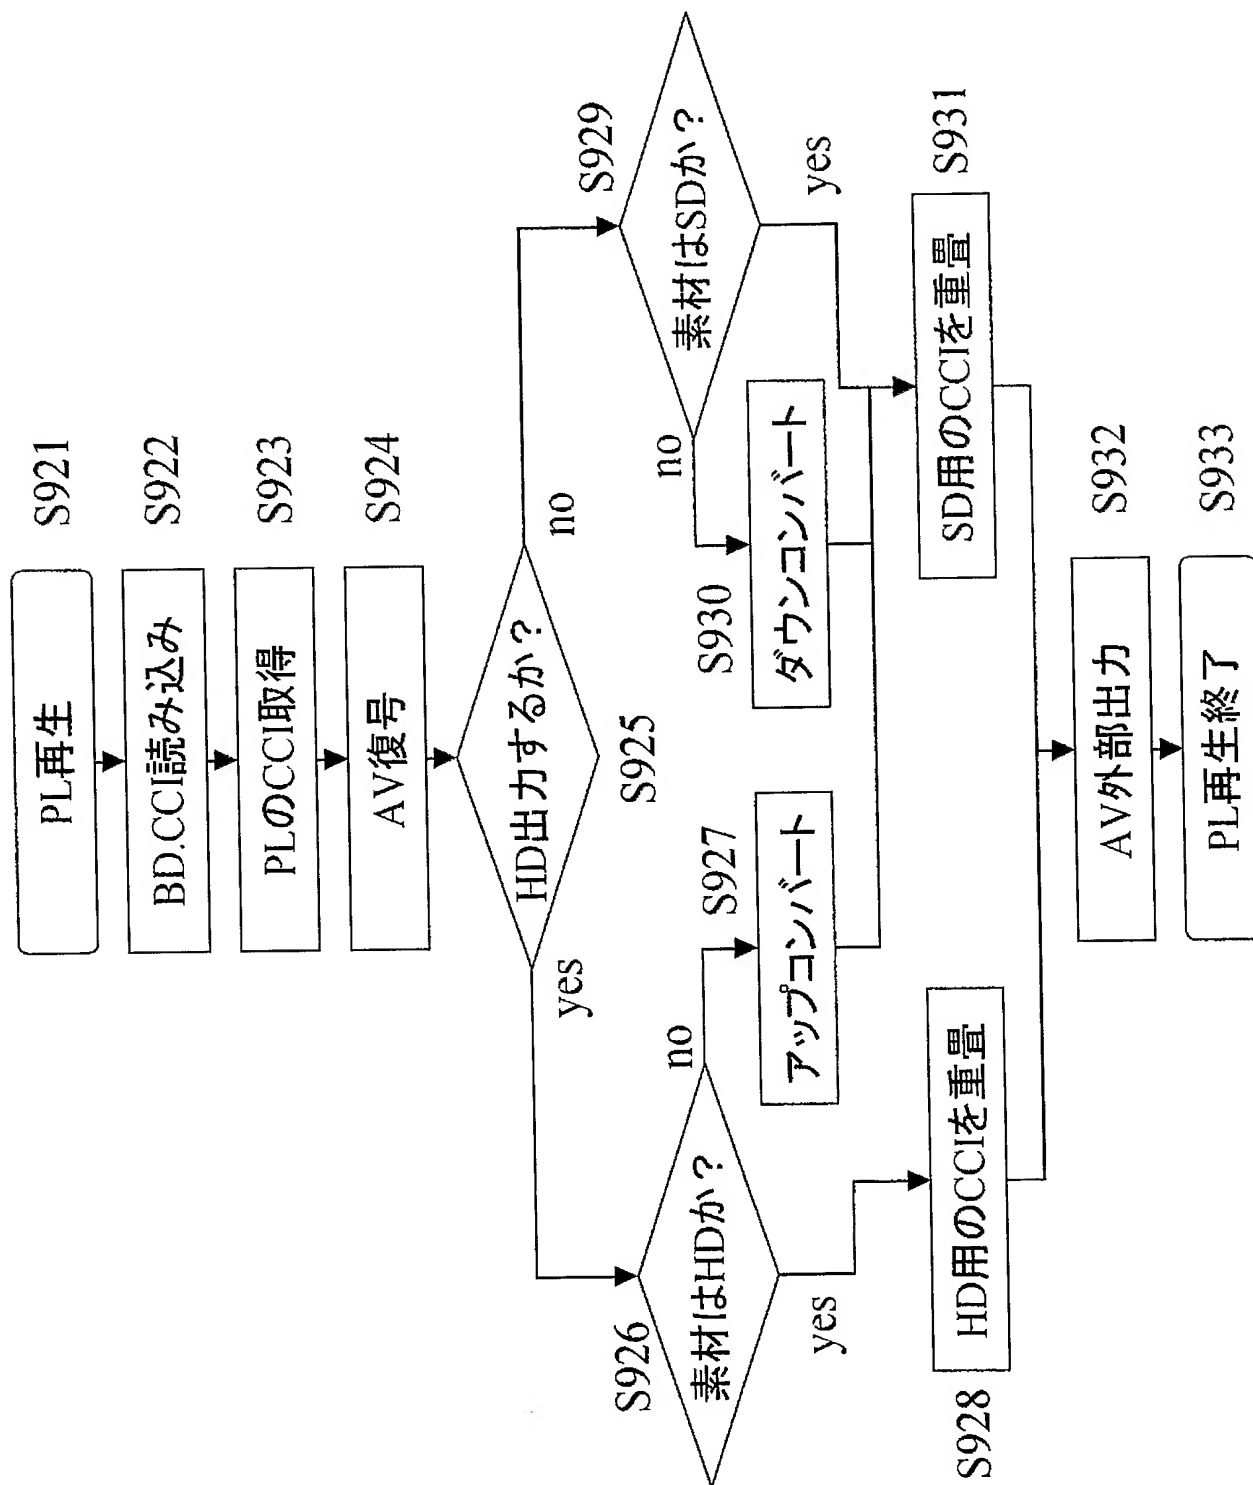 PL再生
S921
BD.CCI読み込み
S922
PLのCCI取得
S923
AV復号
S924
HD出力するか?
S925
yes
no
素材はHDか?
S926
no
yes
アップコンバート
S927
HD用のCCIを重畳
S928
素材はSDか?
S929
no
yes
ダウンコンバート
S930
SD用のCCIを重畳
S931
AV外部出力
S932
PL再生終了
S933